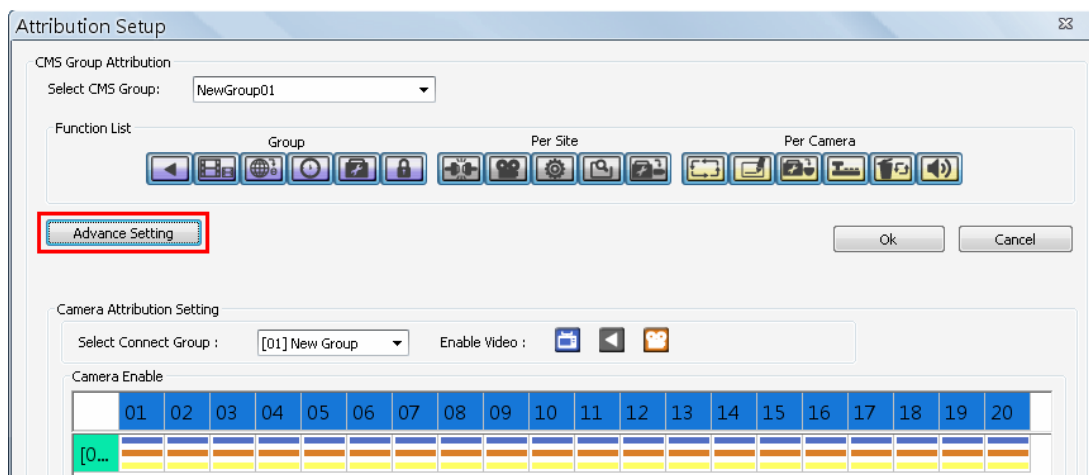 Attribution Setup
CMS Group Attribution
Select CMS Group: NewGroup01
Function List
Group Per Site Per Camera
Advance Setting Ok Cancel
Camera Attribution Setting
Select Connect Group : [01] New Group Enable Video :
Camera Enable
01 02 03 04 05 06 07 08 09 10 11 12 13 14 15 16 17 18 19 20
[0...